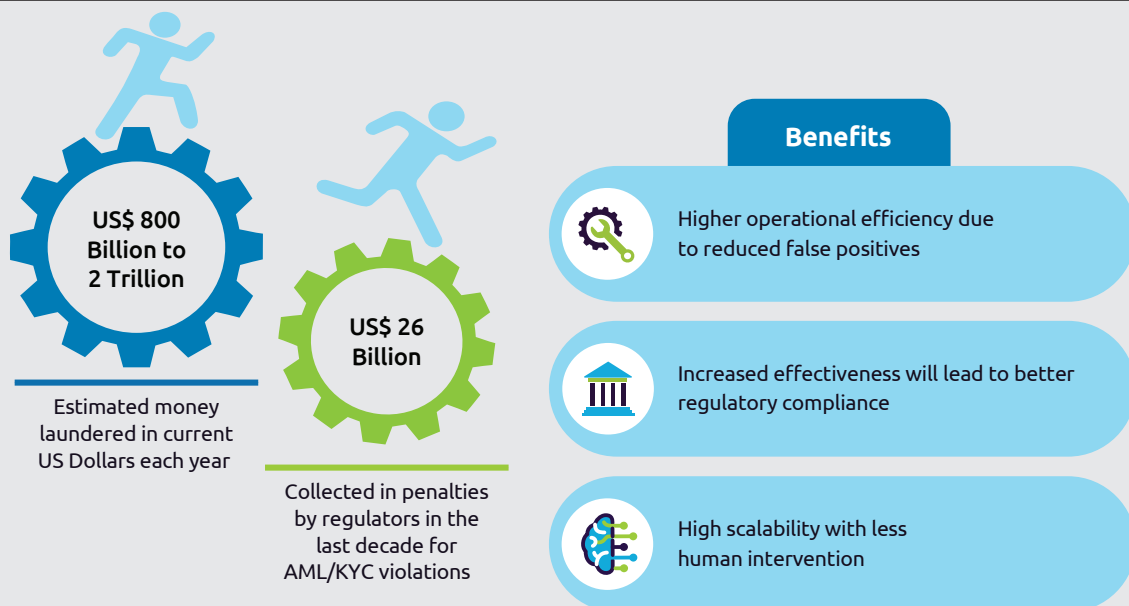 US$ 800
Billion to
2 Trillion
Estimated money
laundered in current
US Dollars each year
US$ 26
Billion
Collected in penalties
by regulators in the
last decade for
AML/KYC violations
Benefits
Higher operational efficiency due
to reduced false positives
Increased effectiveness will lead to better
regulatory compliance
High scalability with less
human intervention